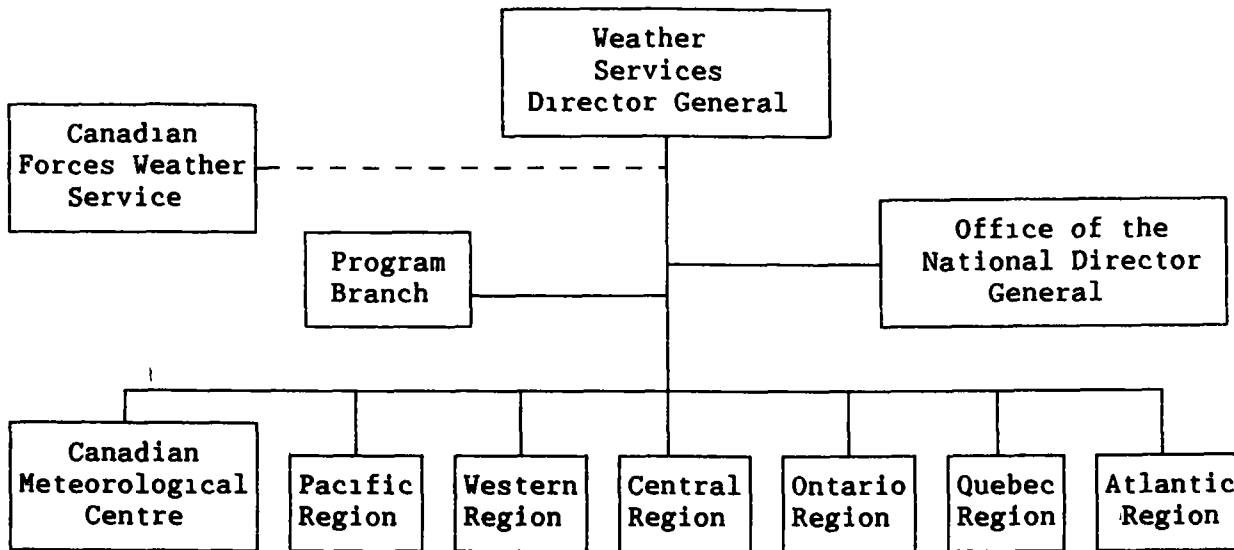 Weather
Services
Director General
Canadian
Forces Weather
Service
Office of the
National Director
General
Program
Branch
Canadian
Meteorological
Centre
Pacific
Region
Western
Region
Central
Region
Ontario
Region
Quebec
Region
Atlantic
Region